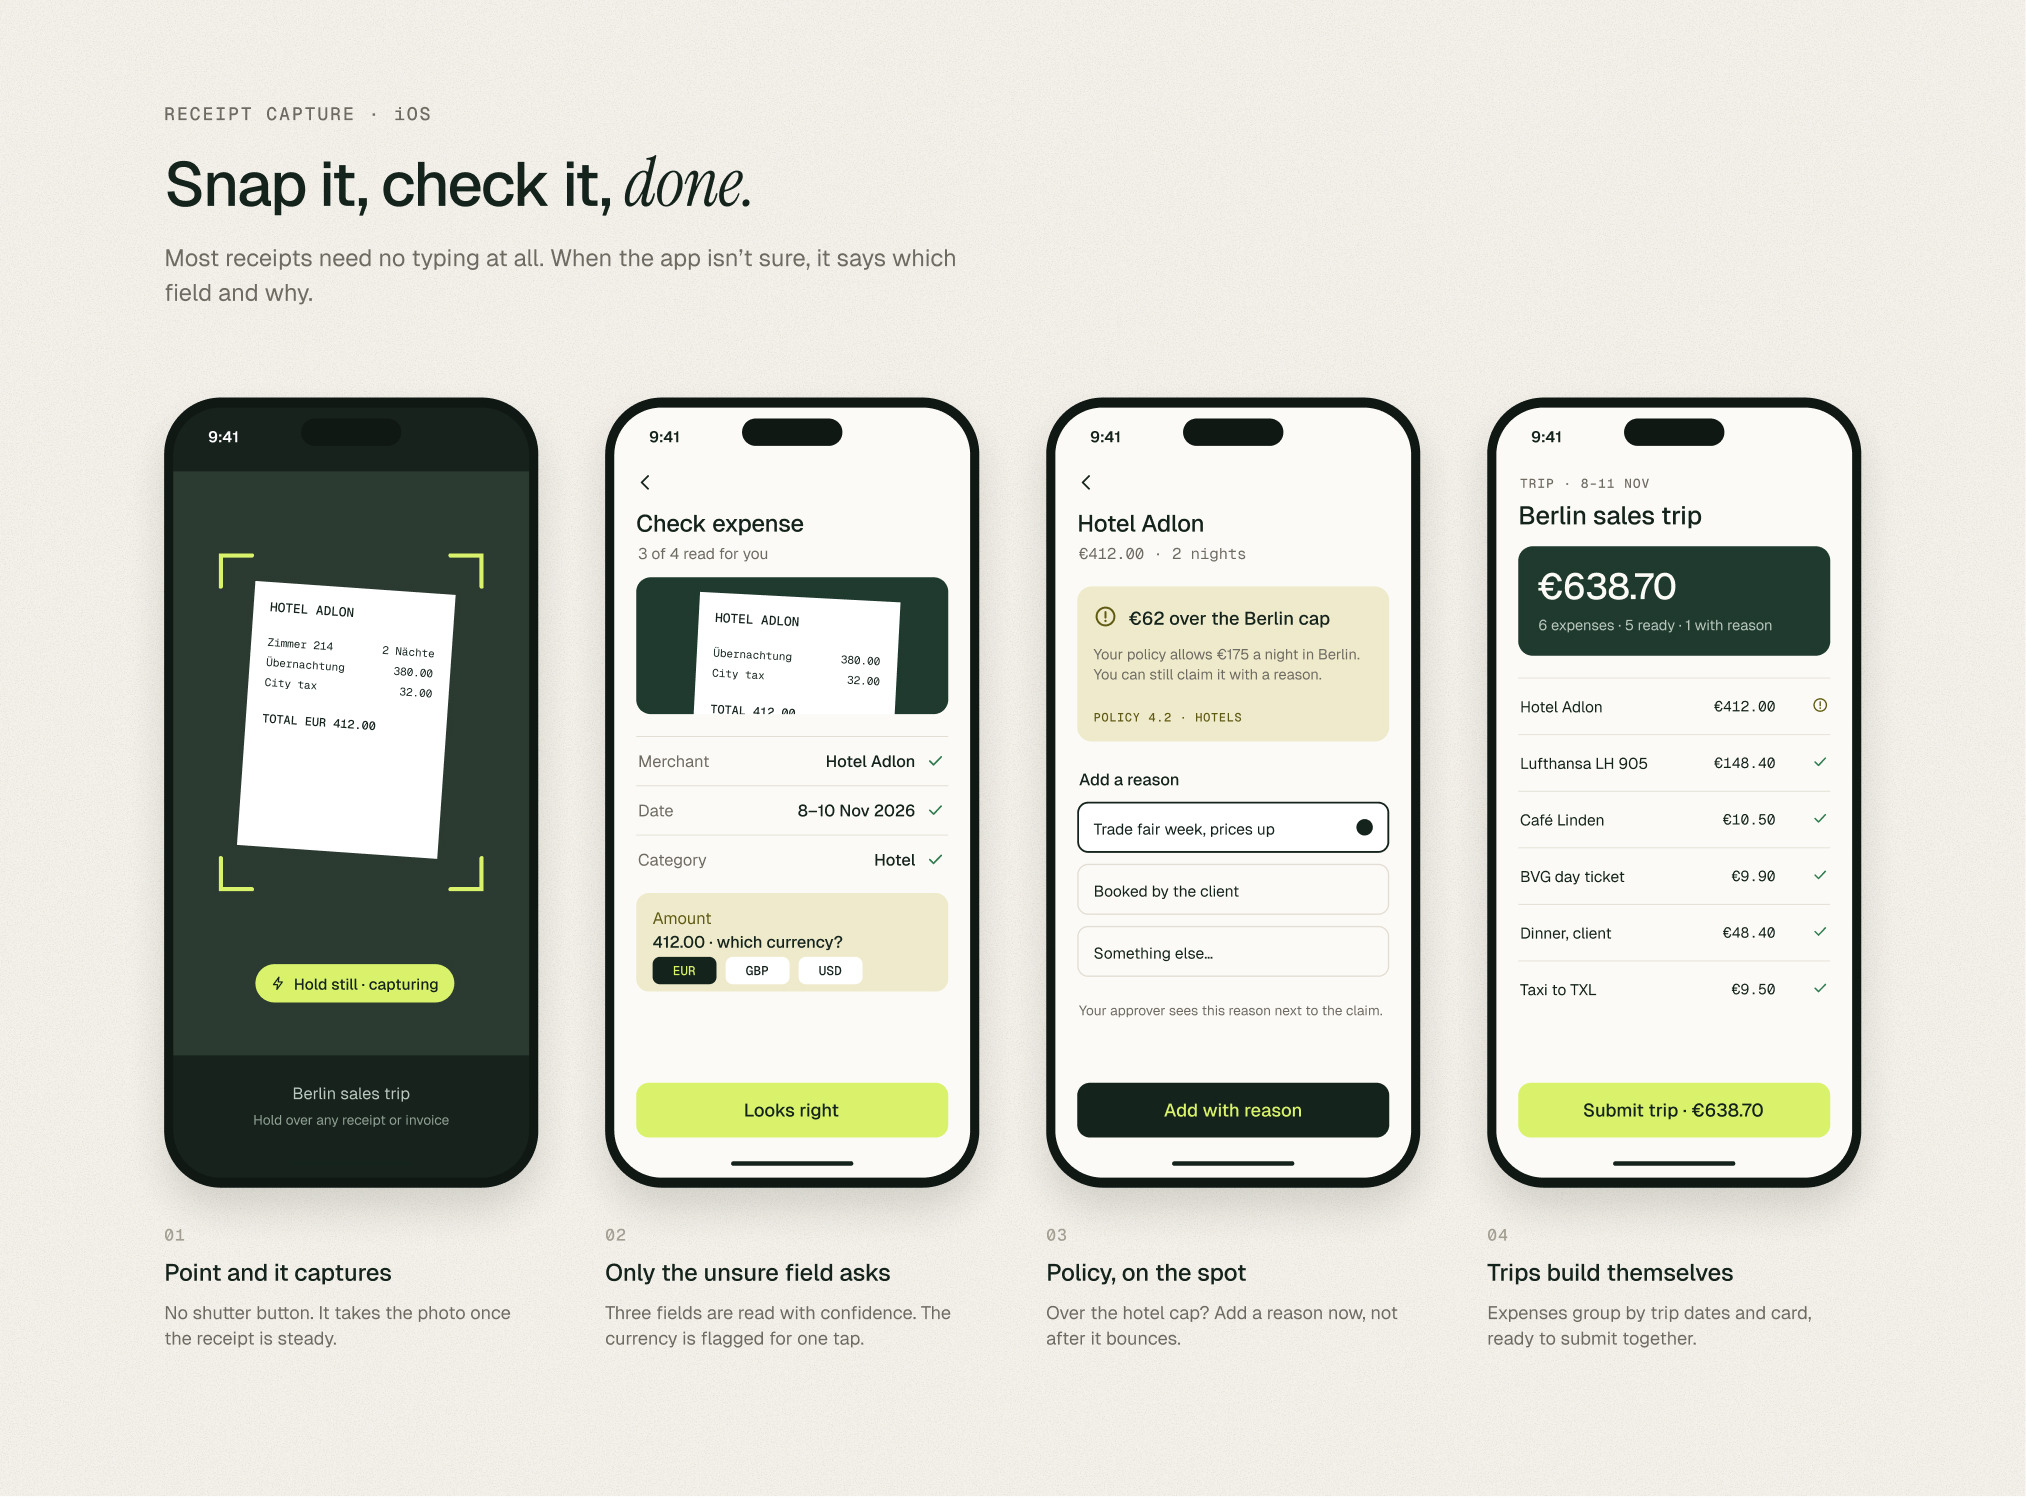 RECEIPT CAPTURE · iOS
Snap it, check it, done.
Most receipts need no typing at all. When the app isn’t sure, it says which
field and why.
9:41
HOTEL ADLON
Zimmer 214 2 Nächte
Übernachtung 380.00
City tax 32.00
TOTAL EUR 412.00
Hold still · capturing
Berlin sales trip
Hold over any receipt or invoice
01
Point and it captures
No shutter button. It takes the photo once
the receipt is steady.
9:41
Check expense
3 of 4 read for you
HOTEL ADLON
Übernachtung 380.00
City tax 32.00
TOTAL 412.00
Merchant Hotel Adlon
Date 8–10 Nov 2026
Category Hotel
Amount
412.00 · which currency?
EUR GBP USD
Looks right
02
Only the unsure field asks
Three fields are read with confidence. The
currency is flagged for one tap.
9:41
Hotel Adlon
€412.00 · 2 nights
€62 over the Berlin cap
Your policy allows €175 a night in Berlin.
You can still claim it with a reason.
POLICY 4.2 · HOTELS
Add a reason
Trade fair week, prices up
Booked by the client
Something else…
Your approver sees this reason next to the claim.
Add with reason
03
Policy, on the spot
Over the hotel cap? Add a reason now, not
after it bounces.
9:41
TRIP · 8–11 NOV
Berlin sales trip
€638.70
6 expenses · 5 ready · 1 with reason
Hotel Adlon €412.00
Lufthansa LH 905 €148.40
Café Linden €10.50
BVG day ticket €9.90
Dinner, client €48.40
Taxi to TXL €9.50
Submit trip · €638.70
04
Trips build themselves
Expenses group by trip dates and card,
ready to submit together.